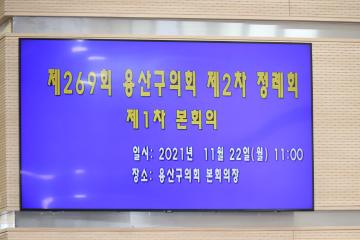 제269회 용산구의회 제2차 정례회
제1차 본회의
일시: 2021년 11월 22일(월) 11:00
장소: 용산구의회 본회의장